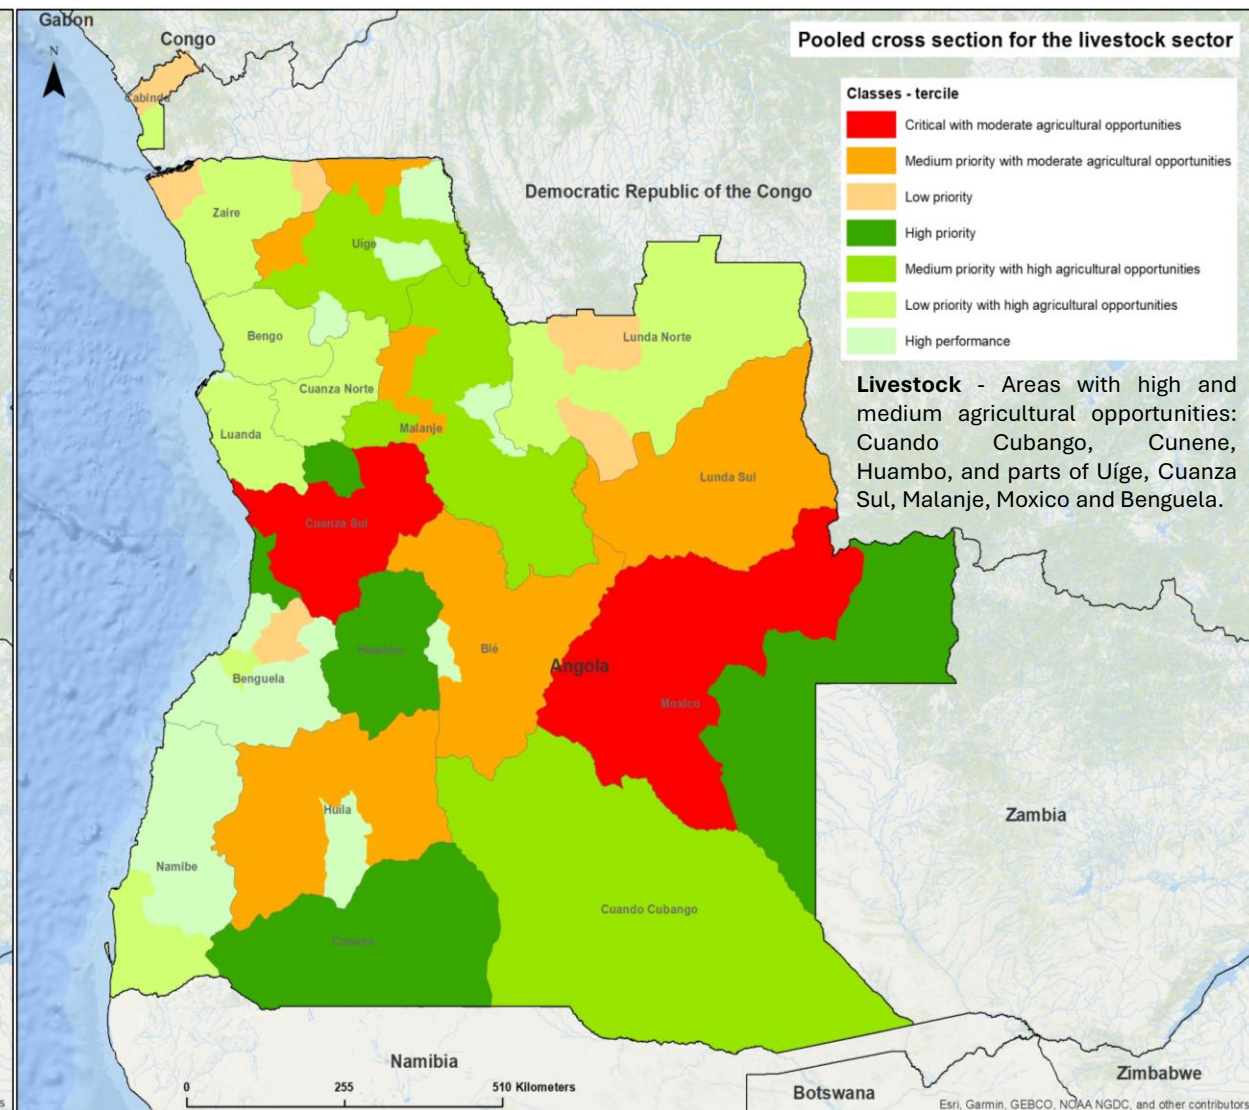 Gabon
Congo
N
Pooled cross section for the livestock sector
Classes - tercile
Critical with moderate agricultural opportunities
Medium priority with moderate agricultural opportunities
Low priority
High priority
Medium priority with high agricultural opportunities
Low priority with high agricultural opportunities
High performance
Livestock - Areas with high and
medium agricultural opportunities:
Cuando Cubango, Cunene,
Huambo, and parts of Uíge, Cuanza
Sul, Malanje, Moxico and Benguela.
Cabinda
Democratic Republic of the Congo
Zaire
Uíge
Bengo
Lunda Norte
Cuanza Norte
Luanda
Malanje
Lunda Sul
Cuanza Sul
Huambo
Bié
Angola
Benguela
Moxico
Huíla
Zambia
Namibe
Cuando Cubango
Cunene
Namibia
Zimbabwe
Botswana
0 255 510 Kilometers
s
Esri, Garmin, GEBCO, NOAA NGDC, and other contributors